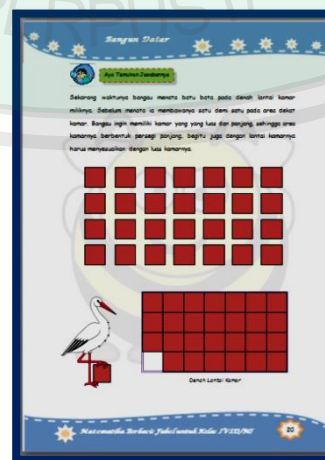 Bangun Datar
Ayo Temukan Jawabannya
Sekarang waktunya bangau menata batu bata pada denah lantai kamar
miliknya. Sebelum menata ia membawanya satu demi satu pada area dekat
kamar. Bangau ingin memiliki kamar yang yang luas dan panjang, sehingga area
kamarnya berbentuk persegi panjang, begitu juga dengan lantai kamarnya
harus menyesuaikan dengan luas kamarnya.
Denah Lantai Kamar
Matematika Berbasis Tahfel untuk Kelas IV SD/MI
20